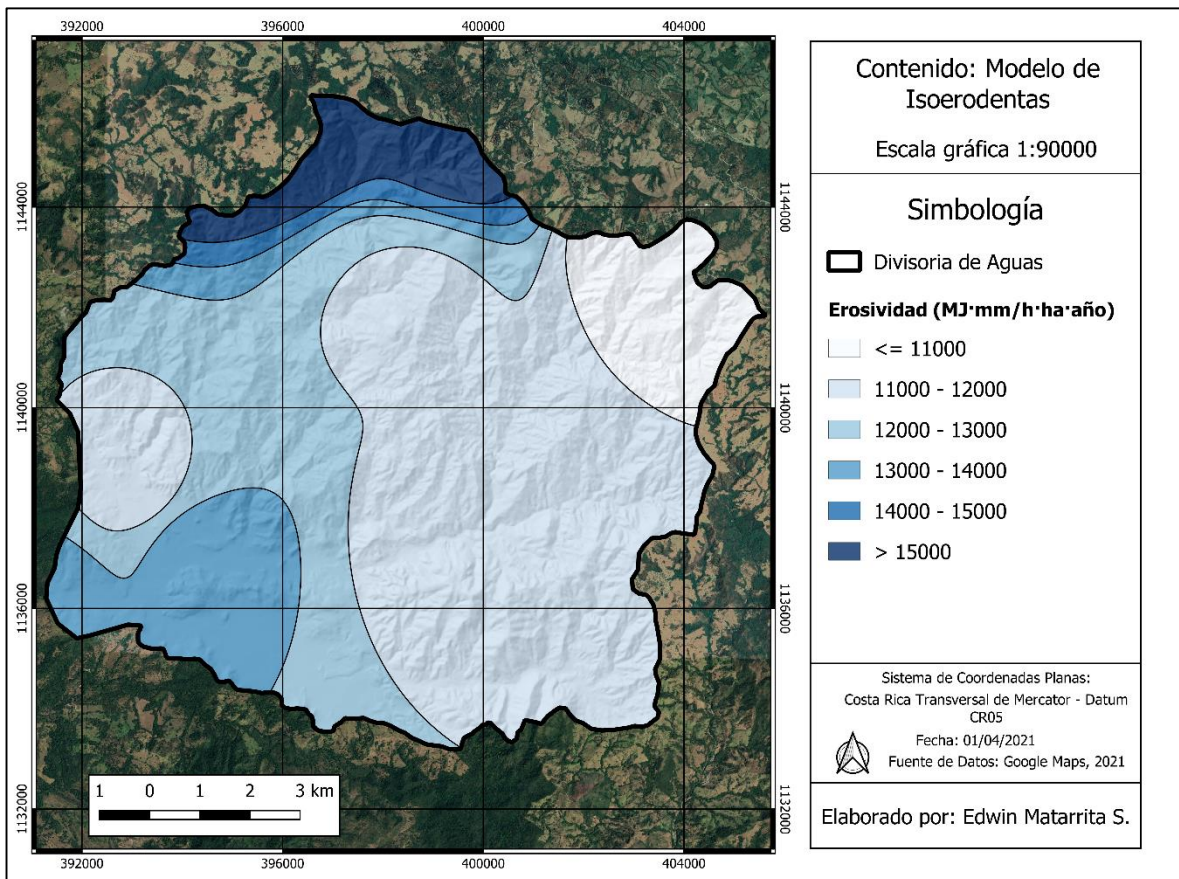 392000
396000
400000
404000
1144000
1144000
1140000
1140000
1136000
1136000
1132000
1132000
1 0 1 2 3 km
392000
396000
400000
404000
Contenido: Modelo de
Isoerodentas
Escala gráfica 1:90000
Simbología
Divisoria de Aguas
Erosividad (MJ·mm/h·ha·año)
<= 11000
11000 - 12000
12000 - 13000
13000 - 14000
14000 - 15000
> 15000
Sistema de Coordenadas Planas:
Costa Rica Transversal de Mercator - Datum
CR05
Fecha: 01/04/2021
Fuente de Datos: Google Maps, 2021
Elaborado por: Edwin Matarrita S.